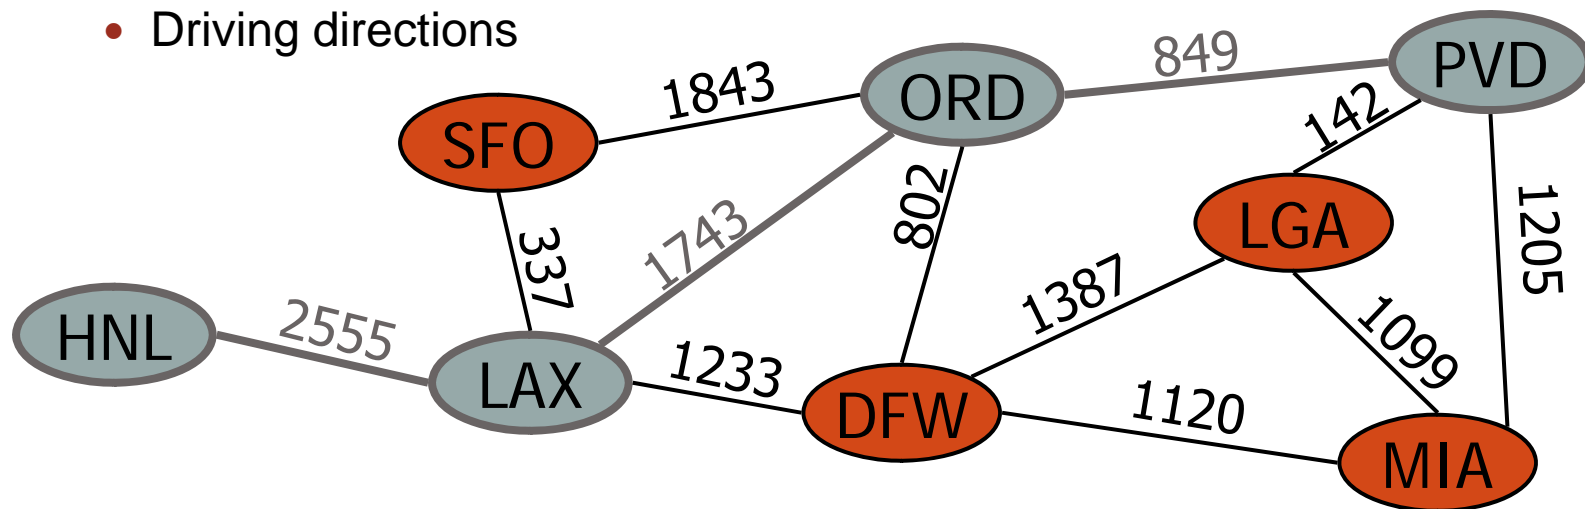 • Driving directions
849
PVD
1843
ORD
142
SFO
802
LGA
1743
337
1205
1387
HNL
2555
1099
LAX
1233
DFW
1120
MIA